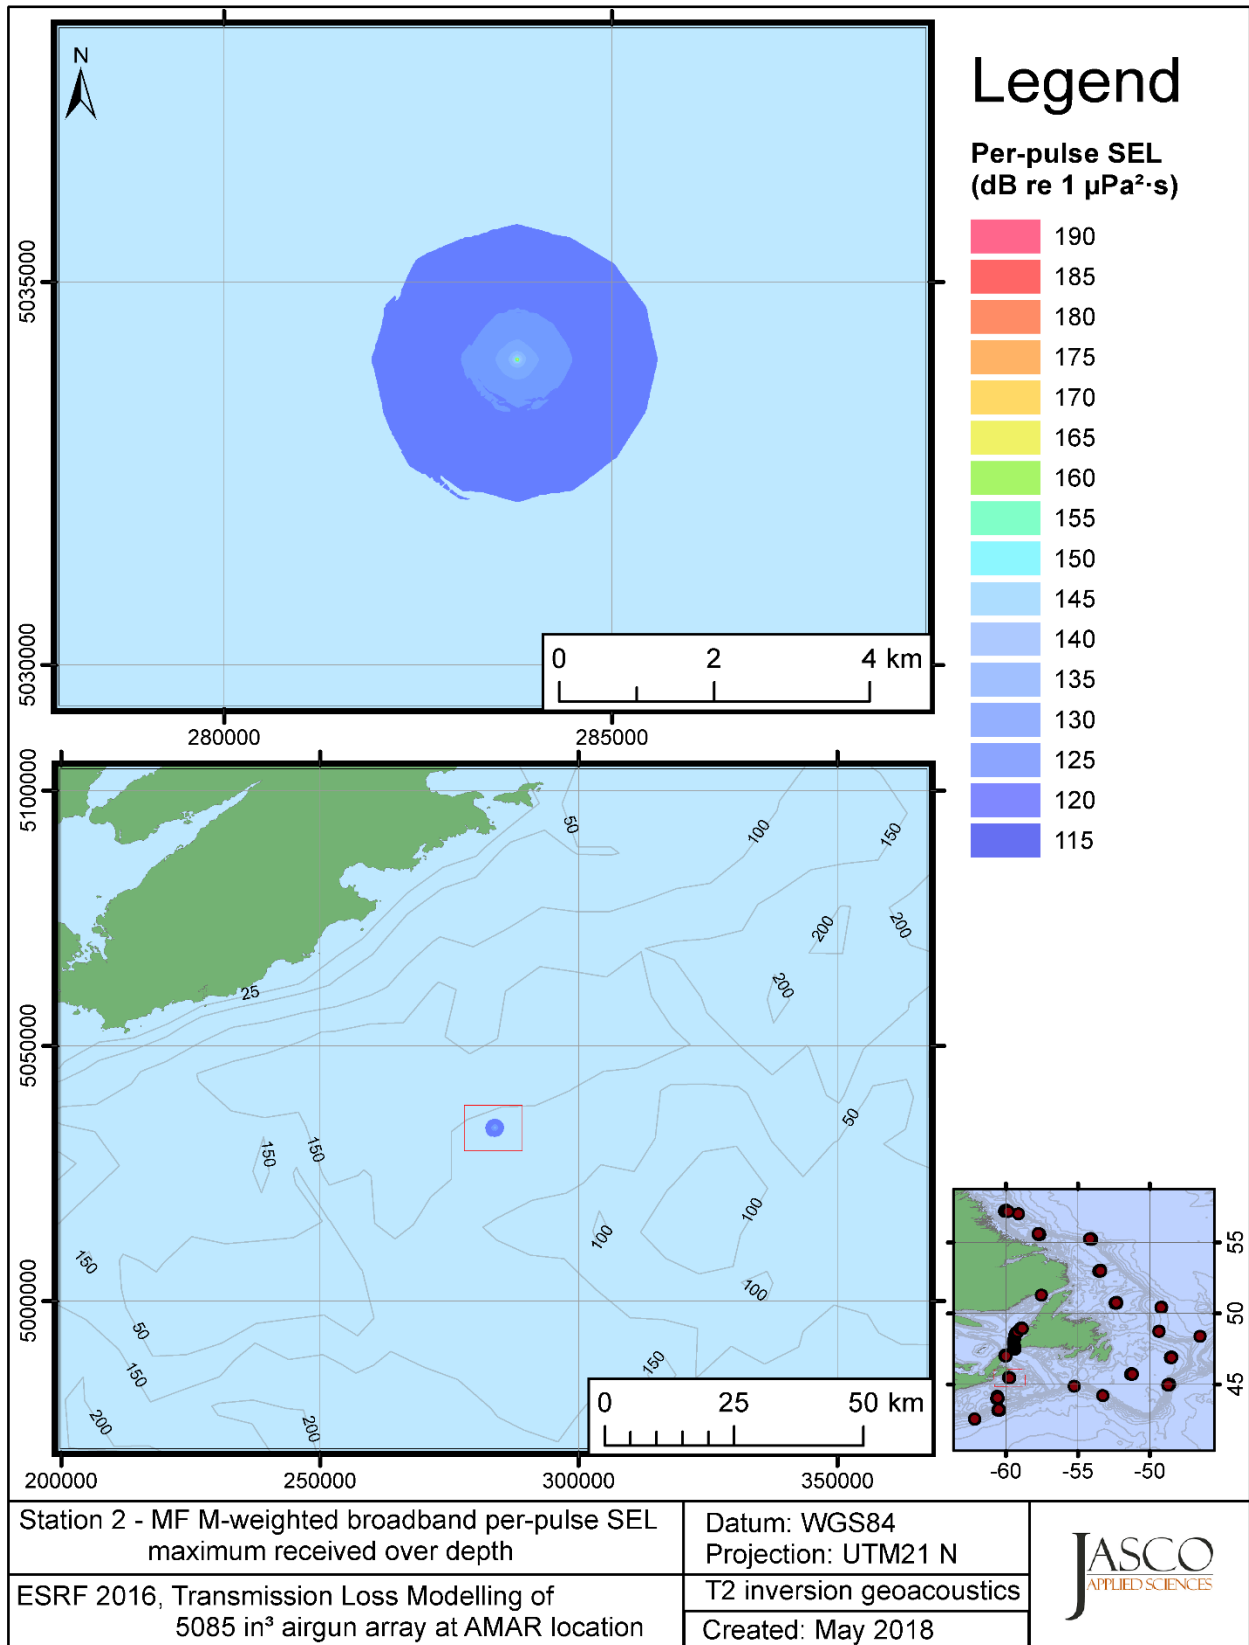 N
5035000
5030000
0 2 4 km
280000 285000
Legend
Per-pulse SEL
(dB re 1 µPa²·s)
190
185
180
175
170
165
160
155
150
145
140
135
130
125
120
115
5100000
5050000
5000000
50
100
150
200
200
200
25
50
150
150
100
100
100
150
50
150
200
200
150
0 25 50 km
200000 250000 300000 350000
55
50
45
-60 -55 -50
Station 2 - MF M-weighted broadband per-pulse SEL
maximum received over depth
ESRF 2016, Transmission Loss Modelling of
5085 in³ airgun array at AMAR location
Datum: WGS84
Projection: UTM21 N
T2 inversion geoacoustics
Created: May 2018
JASCO
APPLIED SCIENCES